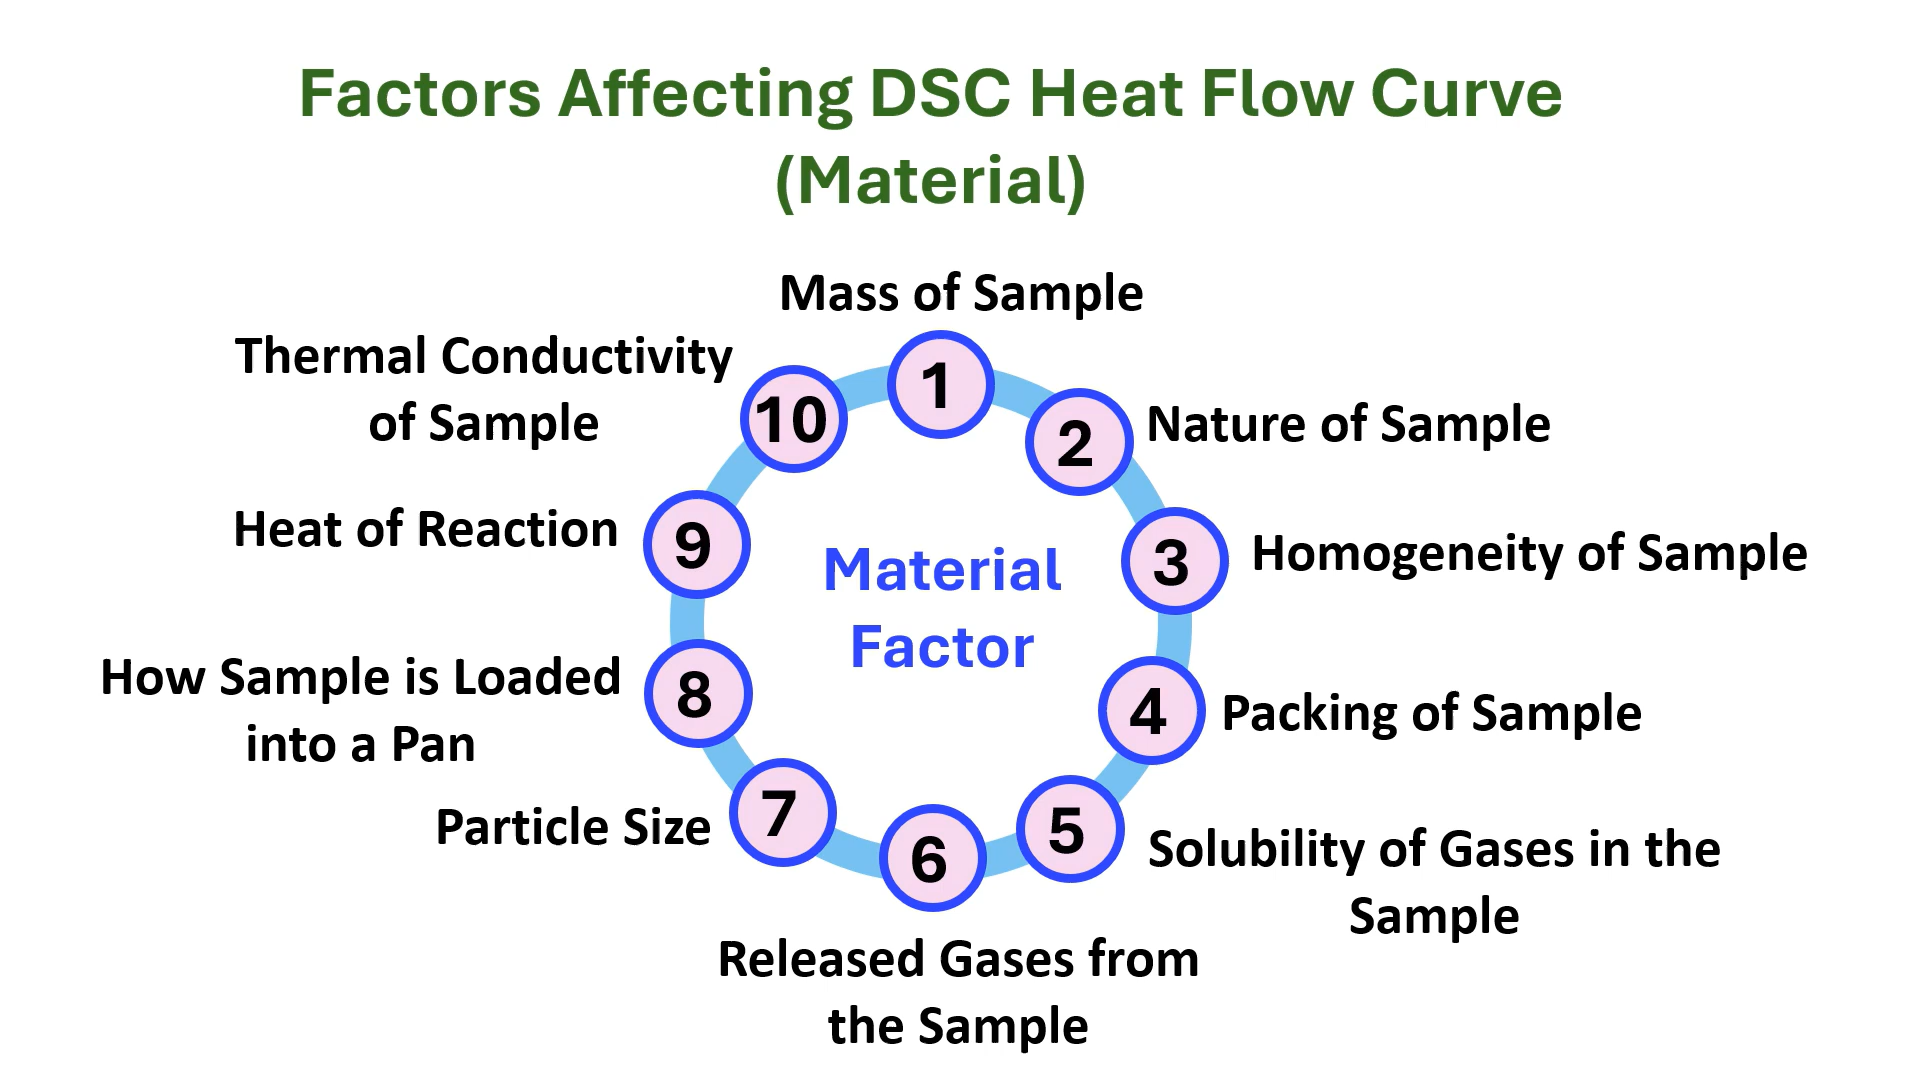 Factors Affecting DSC Heat Flow Curve
(Material)
Mass of Sample
1
2
Nature of Sample
3
Homogeneity of Sample
4
Packing of Sample
5
Solubility of Gases in the
Sample
6
Released Gases from
the Sample
7
Particle Size
8
How Sample is Loaded
into a Pan
9
Heat of Reaction
10
Thermal Conductivity
of Sample
Material
Factor